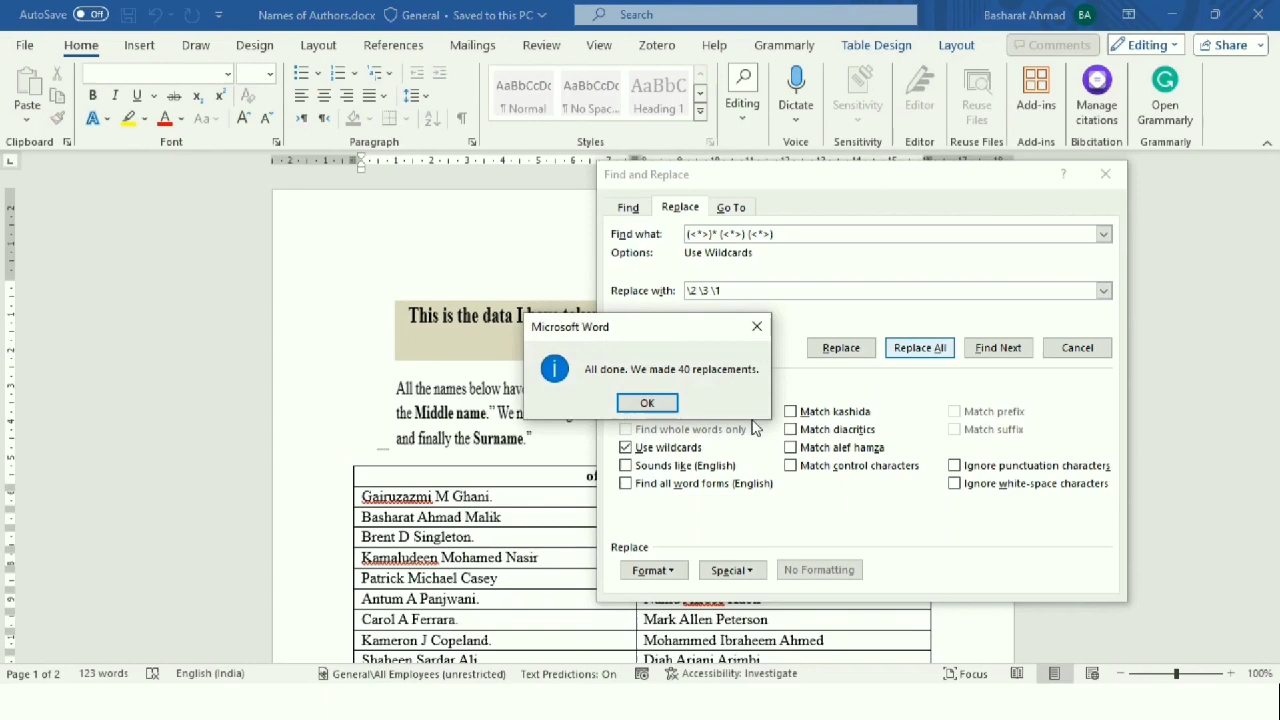 AutoSave Off Names of Authors.docx General • Saved to this PC Search Basharat Ahmad BA
File Home Insert Draw Design Layout References Mailings Review View Zotero Help Grammarly Table Design Layout Comments Editing Share
Paste
B I U ab x₂ x² A
A A Aa A A
AaBbCcDc AaBbCcDc AaBbC
¶ Normal ¶ No Spac... Heading 1
Editing Dictate Sensitivity Editor Reuse Files Add-ins Manage citations Open Grammarly
Clipboard Font Paragraph Styles Voice Sensitivity Editor Reuse Files Add-ins Bibcitation Grammarly
Find and Replace ?
Find Replace Go To
Find what: (<*>)* (<*>) (<*>)
Options: Use Wildcards
Replace with: \2 \3 \1
Replace Replace All Find Next Cancel
Microsoft Word
All done. We made 40 replacements.
OK
Match kashida Match prefix
Find whole words only Match diacritics Match suffix
Use wildcards Match alef hamza
Sounds like (English) Match control characters Ignore punctuation characters
Find all word forms (English) Ignore white-space characters
Replace
Format Special No Formatting
This is the data I have
All the names below have
the Middle name." We
and finally the Surname."
of
Gairuzazmi M Ghani.
Basharat Ahmad Malik
Brent D Singleton.
Kamaludeen Mohamed Nasir
Patrick Michael Casey
Antum A Panjwani.
Carol A Ferrara. Mark Allen Peterson
Kameron J Copeland. Mohammed Ibraheem Ahmed
Shaheen Sardar Ali Diah Ariani Arimbi
Page 1 of 2 123 words English (India) General\All Employees (unrestricted) Text Predictions: On Accessibility: Investigate Focus 100%